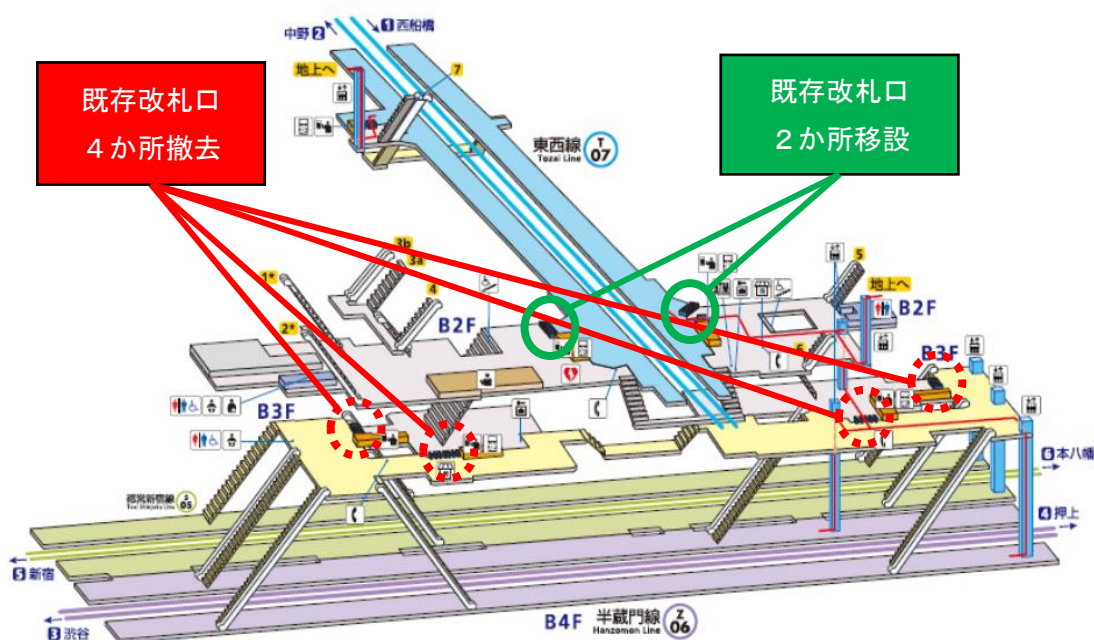 1 西船橋
中野 2
地上へ
7
既存改札口
４か所撤去
既存改札口
２か所移設
東西線 T 07
Tozai Line
3b
3a
1*
4
5
地上へ
B2F
B2F
2*
6
B3F
B3F
都営新宿線 S 05
Toei Shinjuku Line
6 本八幡
4 押上
5 新宿
3 渋谷
B4F
半蔵門線 Z 06
Hanzomon Line